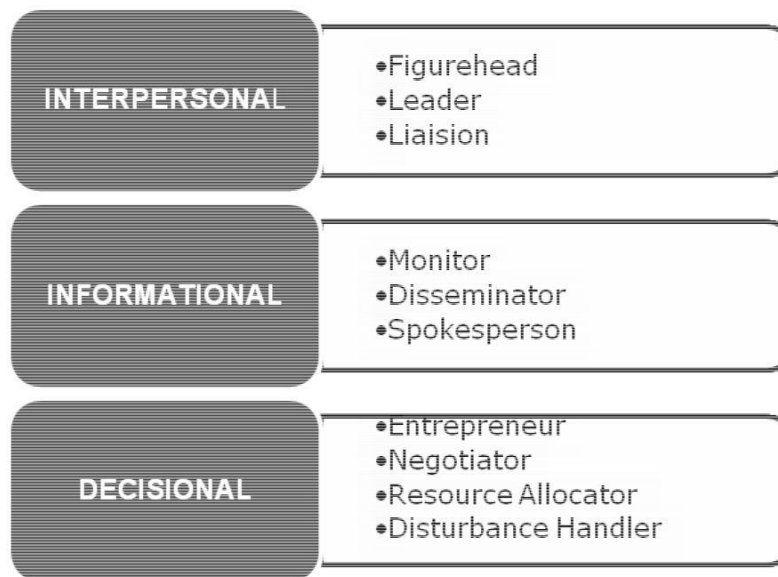 INTERPERSONAL
•Figurehead
•Leader
•Liaision
INFORMATIONAL
•Monitor
•Disseminator
•Spokesperson
DECISIONAL
•Entrepreneur
•Negotiator
•Resource Allocator
•Disturbance Handler